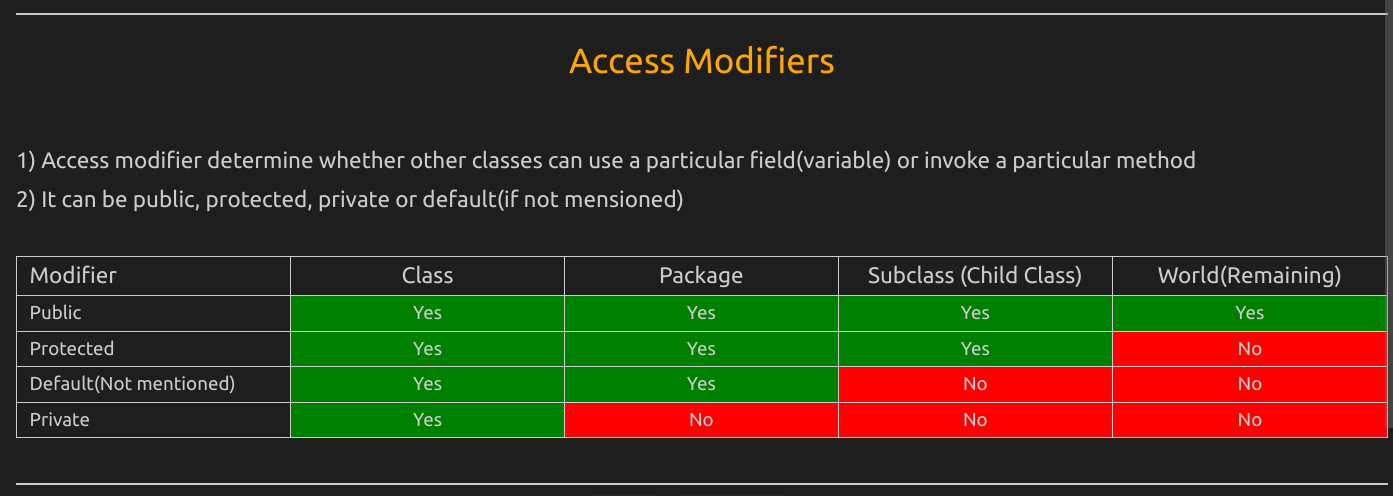 Access Modifiers
1) Access modifier determine whether other classes can use a particular field(variable) or invoke a particular method
2) It can be public, protected, private or default(if not mensioned)
Modifier Class Package Subclass (Child Class) World(Remaining)
Public Yes Yes Yes Yes
Protected Yes Yes Yes No
Default(Not mentioned) Yes Yes No No
Private Yes No No No